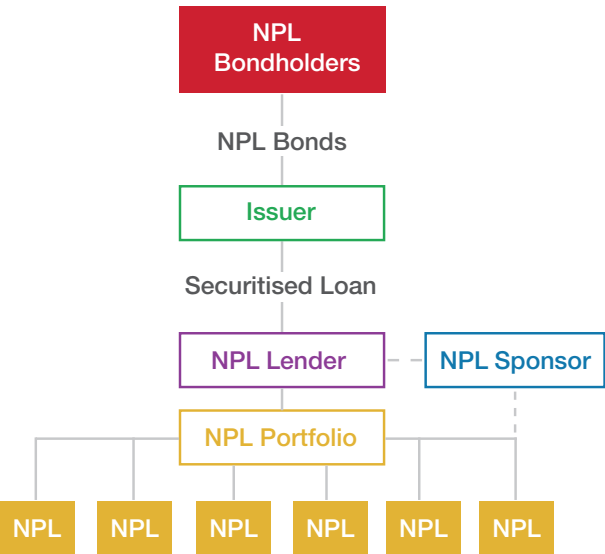 NPL
Bondholders
NPL Bonds
Issuer
Securitised Loan
NPL Lender
NPL Sponsor
NPL Portfolio
NPL
NPL
NPL
NPL
NPL
NPL